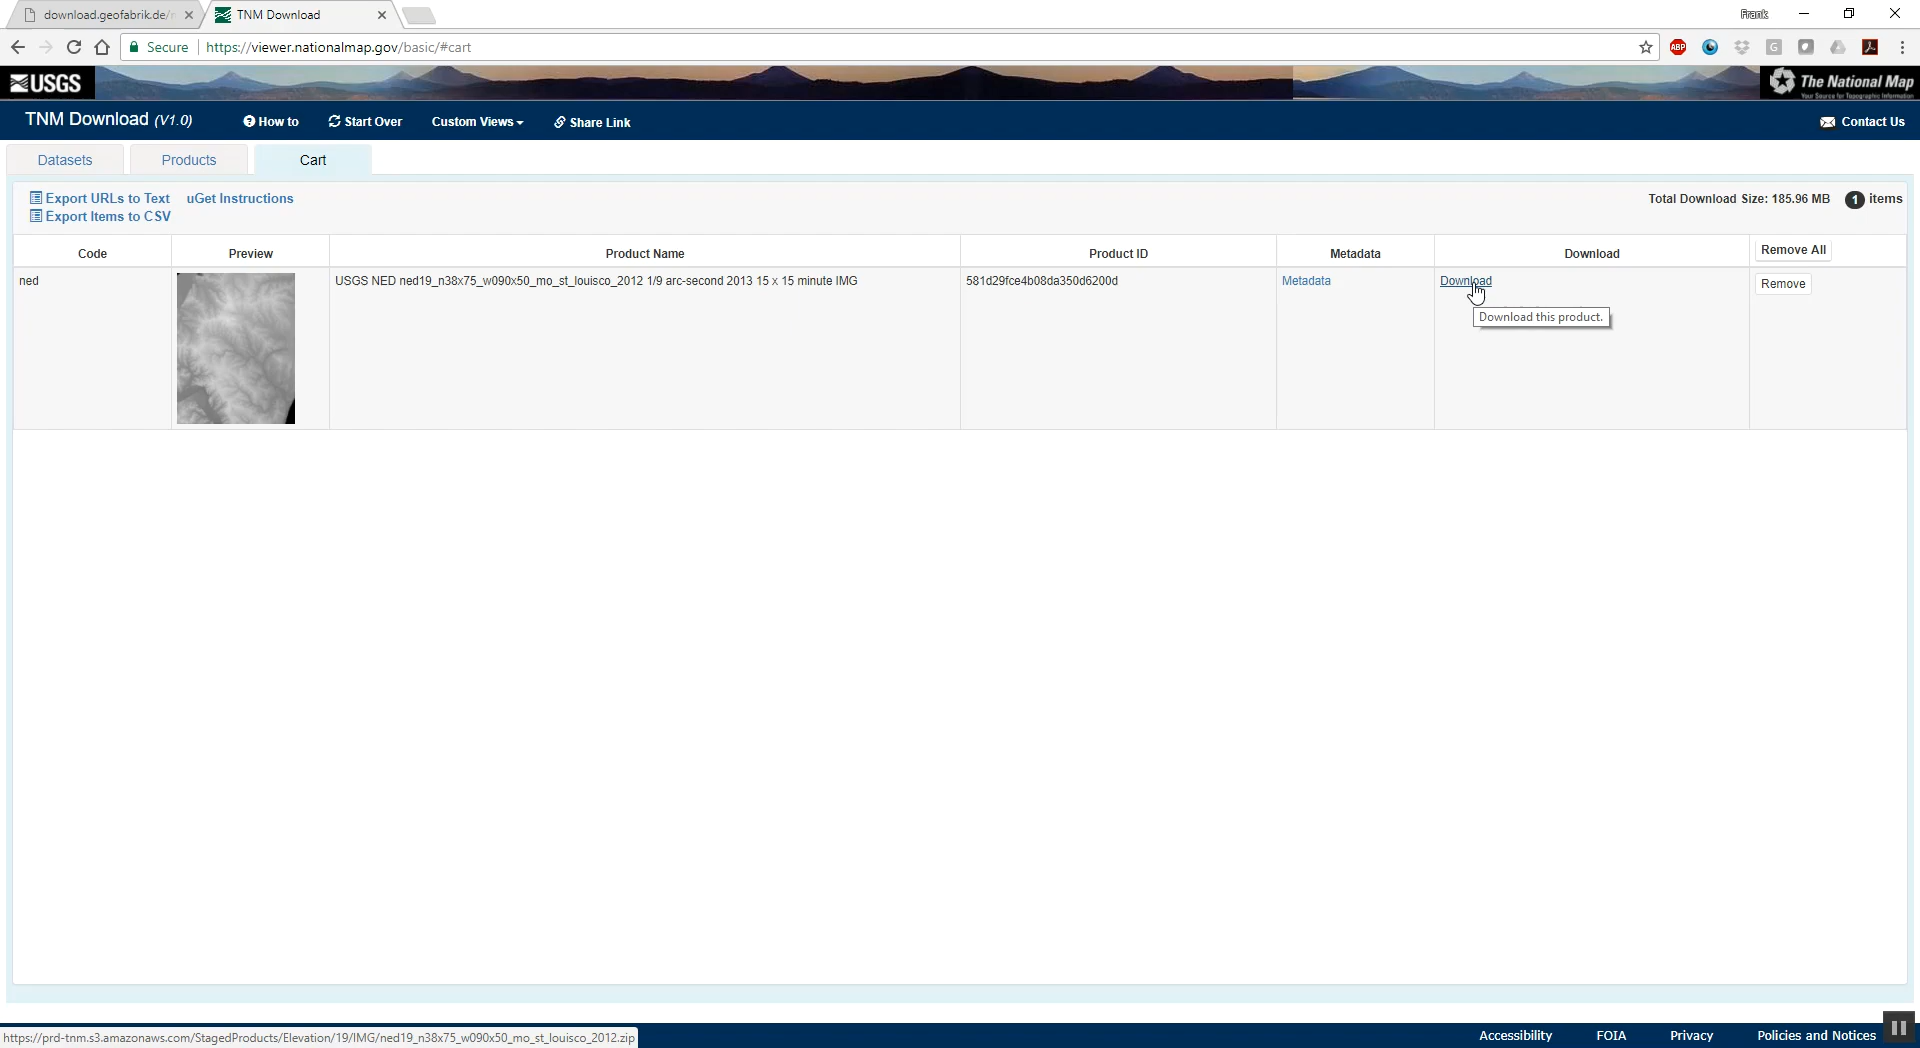 download.geofabrik.de/
TNM Download
Frank
Secure
https://viewer.nationalmap.gov/basic/#cart
ABP
G
USGS
The National Map
Your Source for Topographic Information
TNM Download (V1.0)
How to
Start Over
Custom Views
Share Link
Contact Us
Datasets
Products
Cart
Export URLs to Text
uGet Instructions
Total Download Size: 185.96 MB
1 items
Export Items to CSV
Code
Preview
Product Name
Product ID
Metadata
Download
Remove All
ned
USGS NED ned19_n38x75_w090x50_mo_st_louisco_2012 1/9 arc-second 2013 15 x 15 minute IMG
581d29fce4b08da350d6200d
Metadata
Download
Remove
Download this product.
https://prd-tnm.s3.amazonaws.com/StagedProducts/Elevation/19/IMG/ned19_n38x75_w090x50_mo_st_louisco_2012.zip
Accessibility
FOIA
Privacy
Policies and Notices